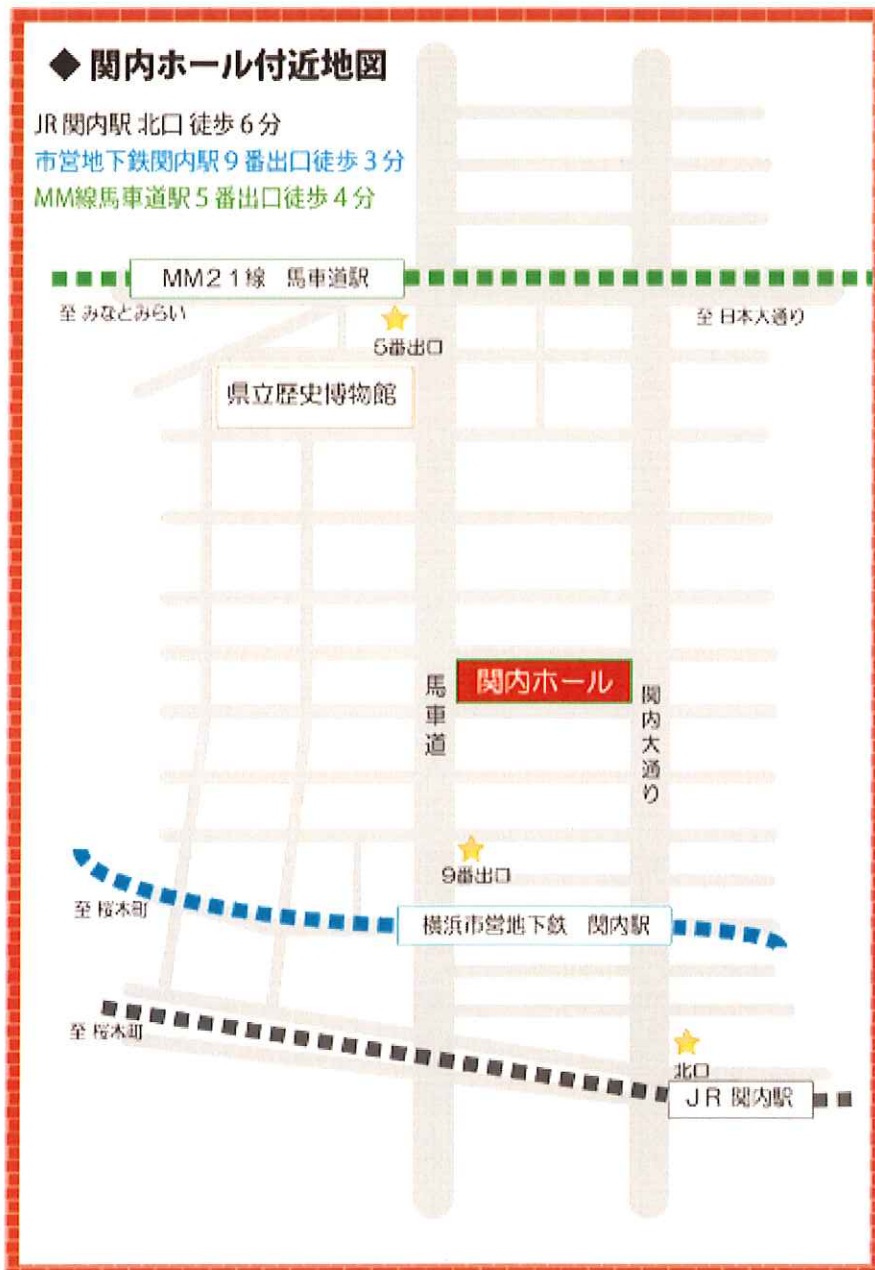 ◆ 関内ホール付近地図
JR関内駅 北口 徒歩6分
市営地下鉄関内駅9番出口徒歩3分
MM線馬車道駅5番出口徒歩4分
MM21線 馬車道駅
至 みなとみらい
至 日本大通り
5番出口
県立歴史博物館
関内ホール
馬車道
関内大通り
9番出口
至 桜木町
横浜市営地下鉄 関内駅
至 桜木町
北口
JR 関内駅